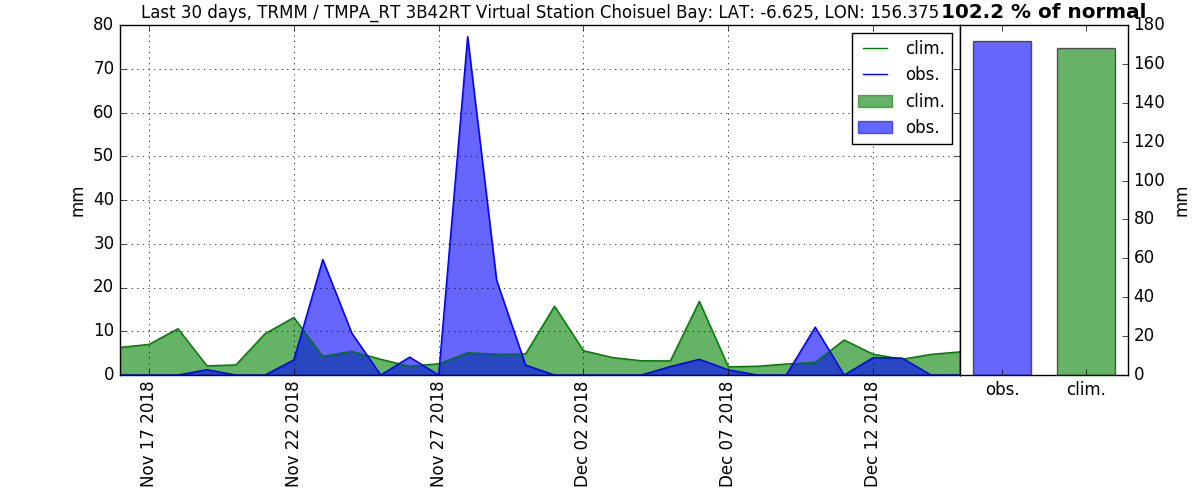 Last 30 days, TRMM / TMPA_RT 3B42RT Virtual Station Choisuel Bay: LAT: -6.625, LON: 156.375
102.2 % of normal
80
70
60
50
40
30
20
10
0
mm
clim.
obs.
clim.
obs.
Nov 17 2018
Nov 22 2018
Nov 27 2018
Dec 02 2018
Dec 07 2018
Dec 12 2018
180
160
140
120
100
80
60
40
20
0
mm
obs.
clim.